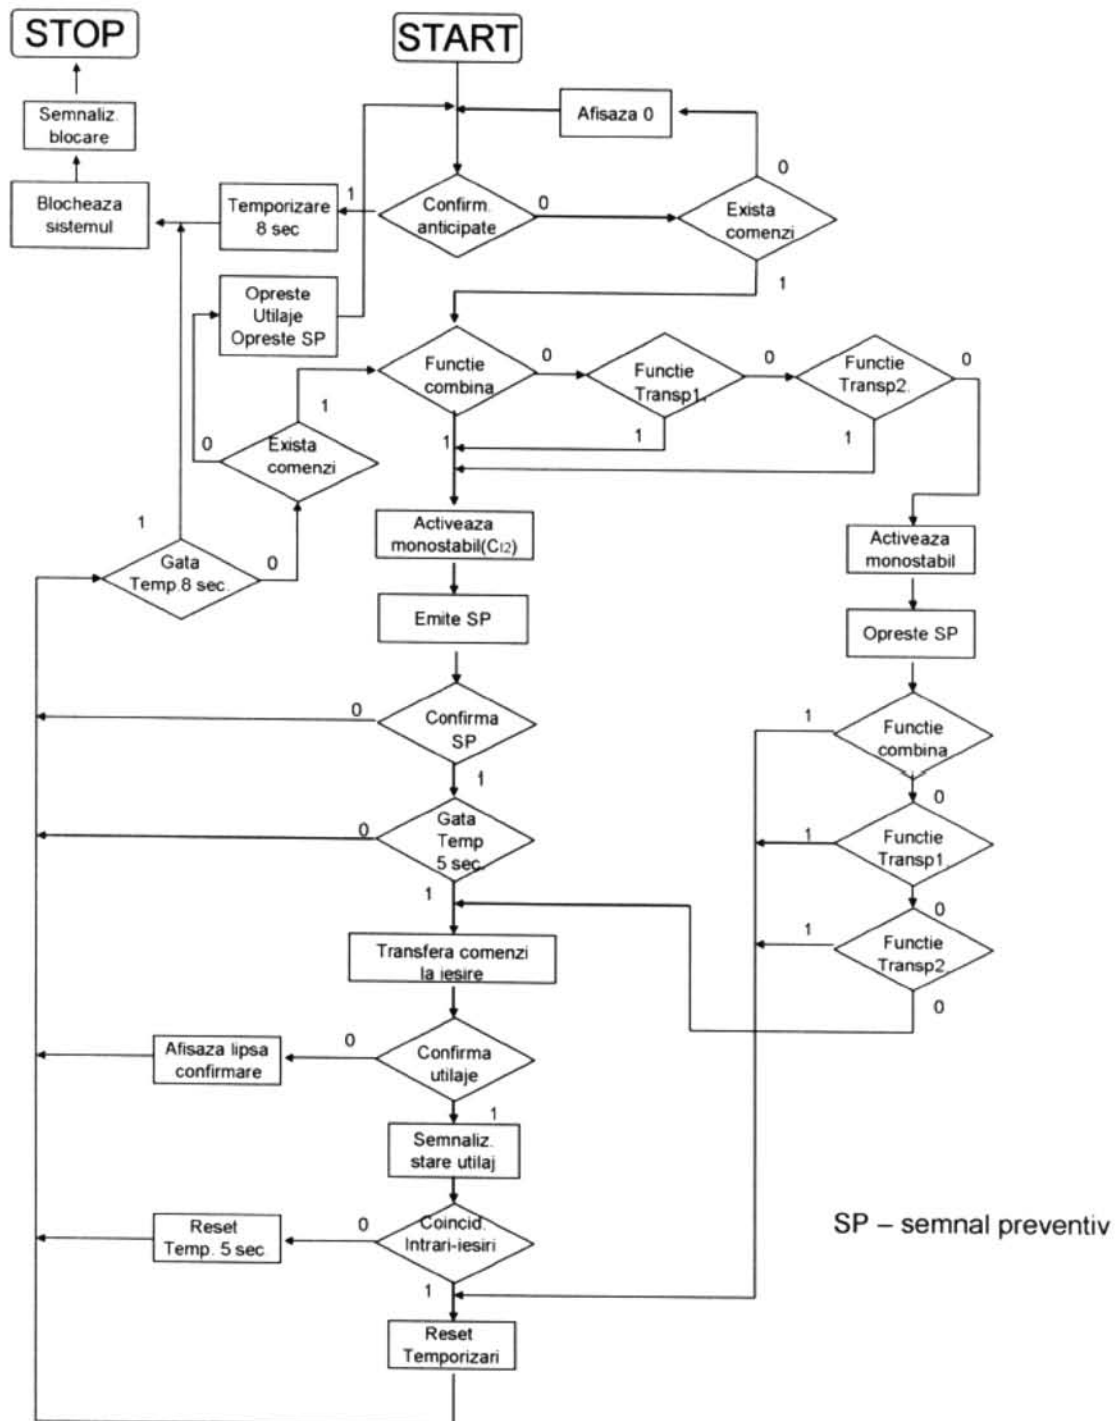 STOP
START
Semnaliz.
blocare
Afisaza 0
0
Blocheaza
sistemul
Temporizare
8 sec
1
Confirm.
anticipate
0
Exista
comenzi
1
Opreste
Utilaje
Opreste SP
Functie
combina
0
Functie
Transp1.
0
Functie
Transp2.
0
1
1
1
1
0
Exista
comenzi
1
Gata
Temp.8 sec.
0
Activeaza
monostabil(CI2)
Activeaza
monostabil
Emite SP
Opreste SP
0
Confirma
SP
1
1
Functie
combina
0
0
Gata
Temp
5 sec.
1
1
Functie
Transp1.
0
1
Functie
Transp2.
0
Transfera comenzi
la iesire
Afisaza lipsa
confirmare
0
Confirma
utilaje
1
Semnaliz.
stare utilaj
Reset
Temp. 5 sec
0
Coincid.
Intrari-iesiri
1
SP – semnal preventiv
Reset
Temporizari